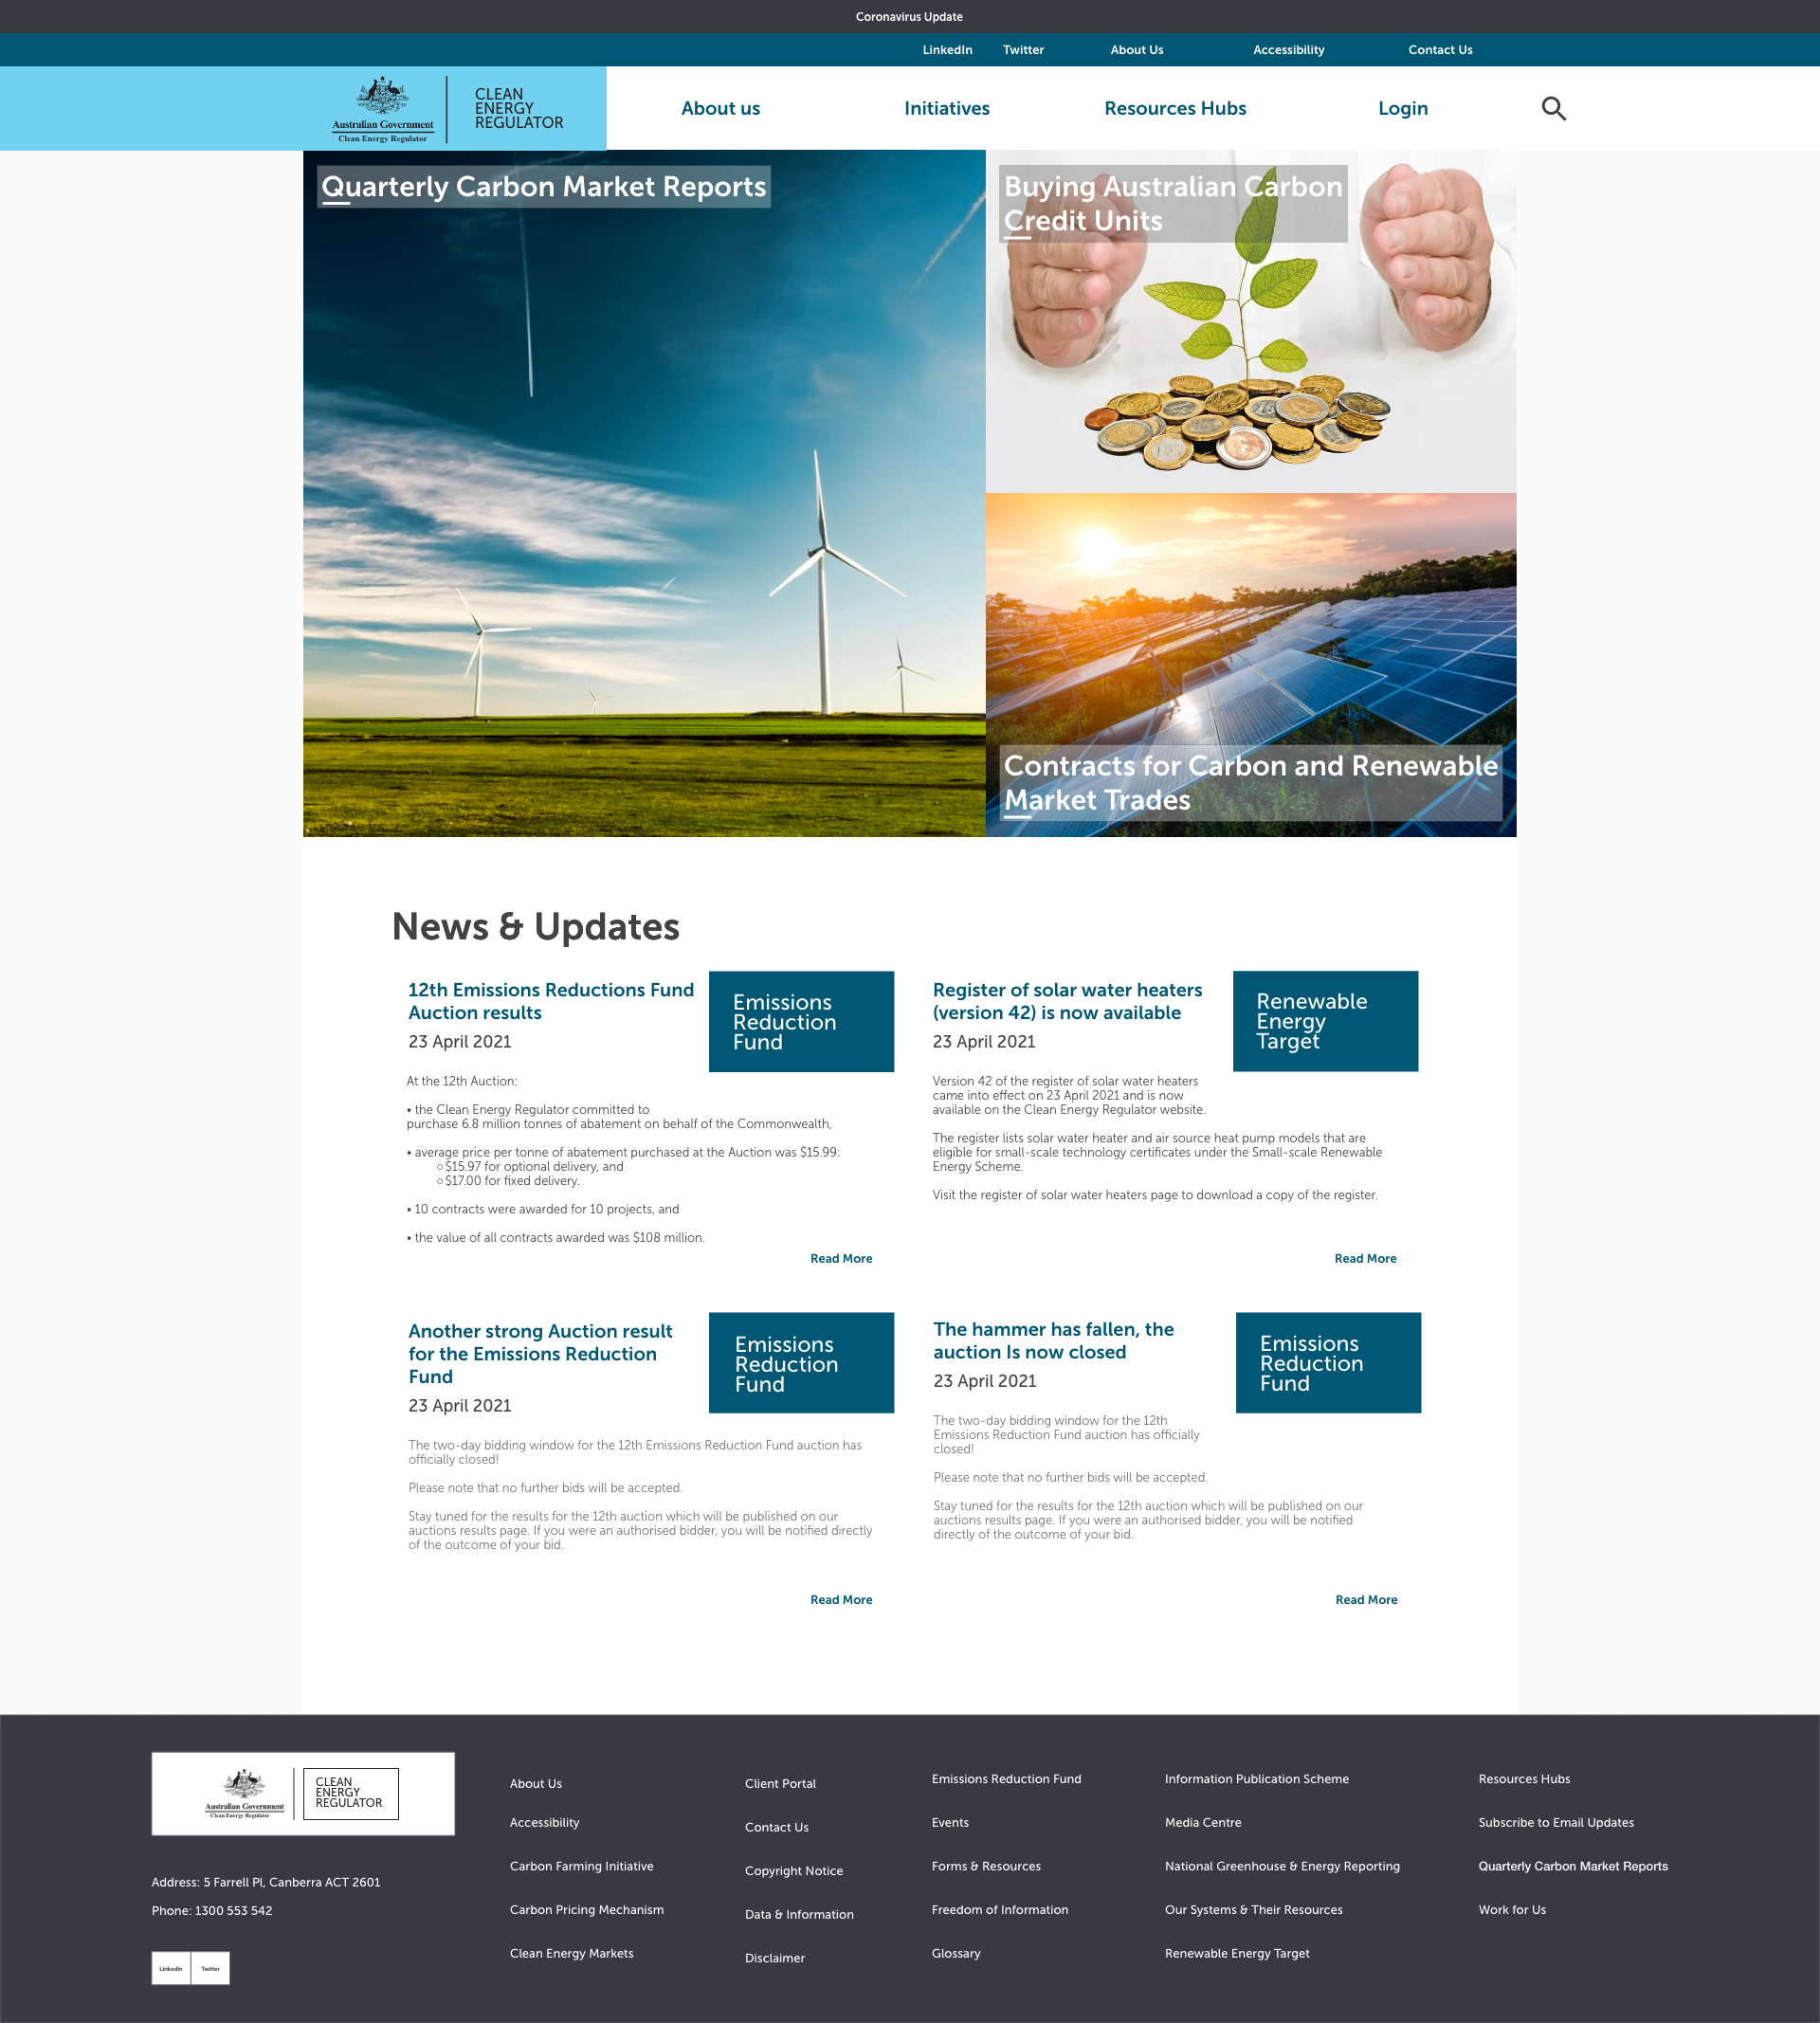 Coronavirus Update
LinkedIn Twitter About Us Accessibility Contact Us
Australian Government
Clean Energy Regulator
CLEAN
ENERGY
REGULATOR
About us Initiatives Resources Hubs Login
Quarterly Carbon Market Reports
Buying Australian Carbon
Credit Units
Contracts for Carbon and Renewable
Market Trades
News & Updates
12th Emissions Reductions Fund
Auction results
23 April 2021
Emissions
Reduction
Fund
At the 12th Auction:
• the Clean Energy Regulator committed to
purchase 6.8 million tonnes of abatement on behalf of the Commonwealth,
• average price per tonne of abatement purchased at the Auction was $15.99:
○ $15.97 for optional delivery, and
○ $17.00 for fixed delivery.
• 10 contracts were awarded for 10 projects, and
• the value of all contracts awarded was $108 million.
Read More
Register of solar water heaters
(version 42) is now available
23 April 2021
Renewable
Energy
Target
Version 42 of the register of solar water heaters
came into effect on 23 April 2021 and is now
available on the Clean Energy Regulator website.
The register lists solar water heater and air source heat pump models that are
eligible for small-scale technology certificates under the Small-scale Renewable
Energy Scheme.
Visit the register of solar water heaters page to download a copy of the register.
Read More
Another strong Auction result
for the Emissions Reduction
Fund
23 April 2021
Emissions
Reduction
Fund
The two-day bidding window for the 12th Emissions Reduction Fund auction has
officially closed!
Please note that no further bids will be accepted.
Stay tuned for the results for the 12th auction which will be published on our
auctions results page. If you were an authorised bidder, you will be notified directly
of the outcome of your bid.
Read More
The hammer has fallen, the
auction Is now closed
23 April 2021
Emissions
Reduction
Fund
The two-day bidding window for the 12th
Emissions Reduction Fund auction has officially
closed!
Please note that no further bids will be accepted.
Stay tuned for the results for the 12th auction which will be published on our
auctions results page. If you were an authorised bidder, you will be notified
directly of the outcome of your bid.
Read More
Australian Government
Clean Energy Regulator
CLEAN
ENERGY
REGULATOR
Address: 5 Farrell Pl, Canberra ACT 2601
Phone: 1300 553 542
LinkedIn Twitter
About Us
Accessibility
Carbon Farming Initiative
Carbon Pricing Mechanism
Clean Energy Markets
Client Portal
Contact Us
Copyright Notice
Data & Information
Disclaimer
Emissions Reduction Fund
Events
Forms & Resources
Freedom of Information
Glossary
Information Publication Scheme
Media Centre
National Greenhouse & Energy Reporting
Our Systems & Their Resources
Renewable Energy Target
Resources Hubs
Subscribe to Email Updates
Quarterly Carbon Market Reports
Work for Us